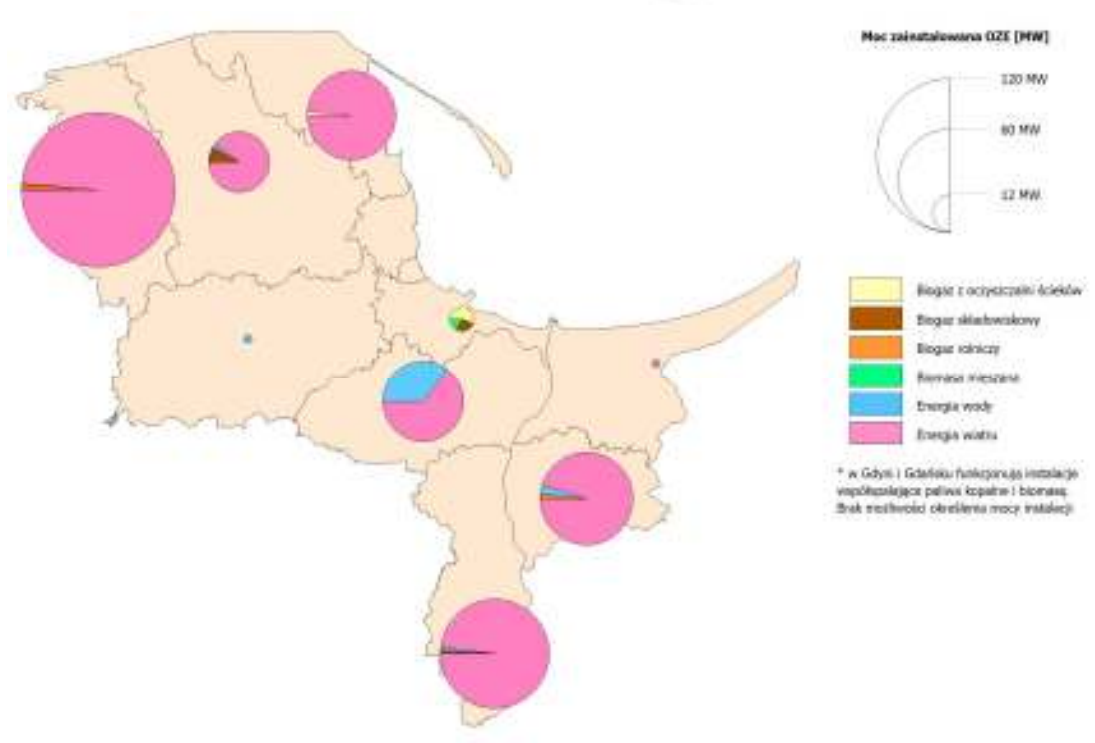 Moc zainstalowana OZE [MW]
120 MW
60 MW
12 MW
Biogaz z oczyszczalni ścieków
Biogaz składowiskowy
Biogaz rolniczy
Biomasa mieszana
Energia wody
Energia wiatru
* w Gdyni i Gdańsku funkcjonują instalacje
współspalające paliwa kopalne i biomasę.
Brak możliwości określenia mocy instalacji